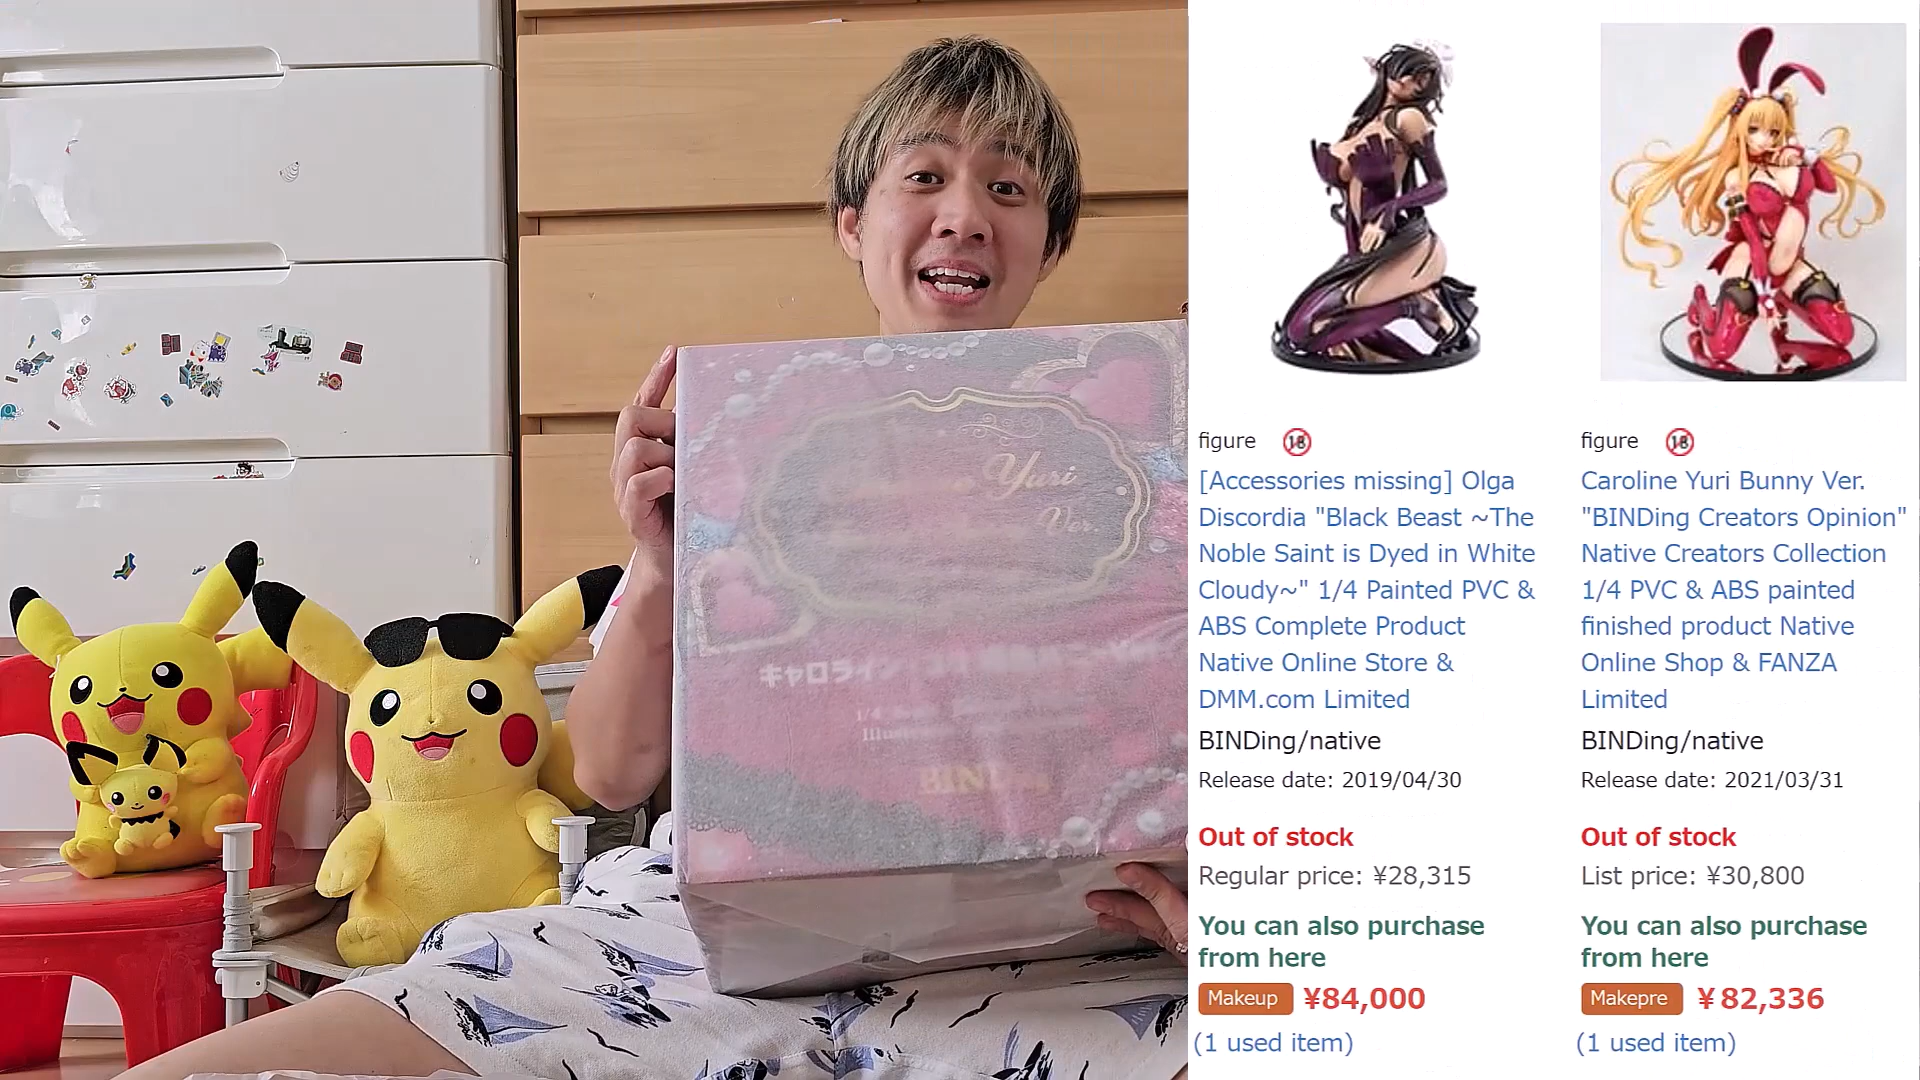 Yuri
Ver.
キャロライン
figure
18
[Accessories missing] Olga
Discordia "Black Beast ~The
Noble Saint is Dyed in White
Cloudy~" 1/4 Painted PVC &
ABS Complete Product
Native Online Store &
DMM.com Limited
BINDing/native
Release date: 2019/04/30
Out of stock
Regular price: ¥28,315
You can also purchase
from here
Makeup ¥84,000
(1 used item)
figure
18
Caroline Yuri Bunny Ver.
"BINDing Creators Opinion"
Native Creators Collection
1/4 PVC & ABS painted
finished product Native
Online Shop & FANZA
Limited
BINDing/native
Release date: 2021/03/31
Out of stock
List price: ¥30,800
You can also purchase
from here
Makepre ¥82,336
(1 used item)